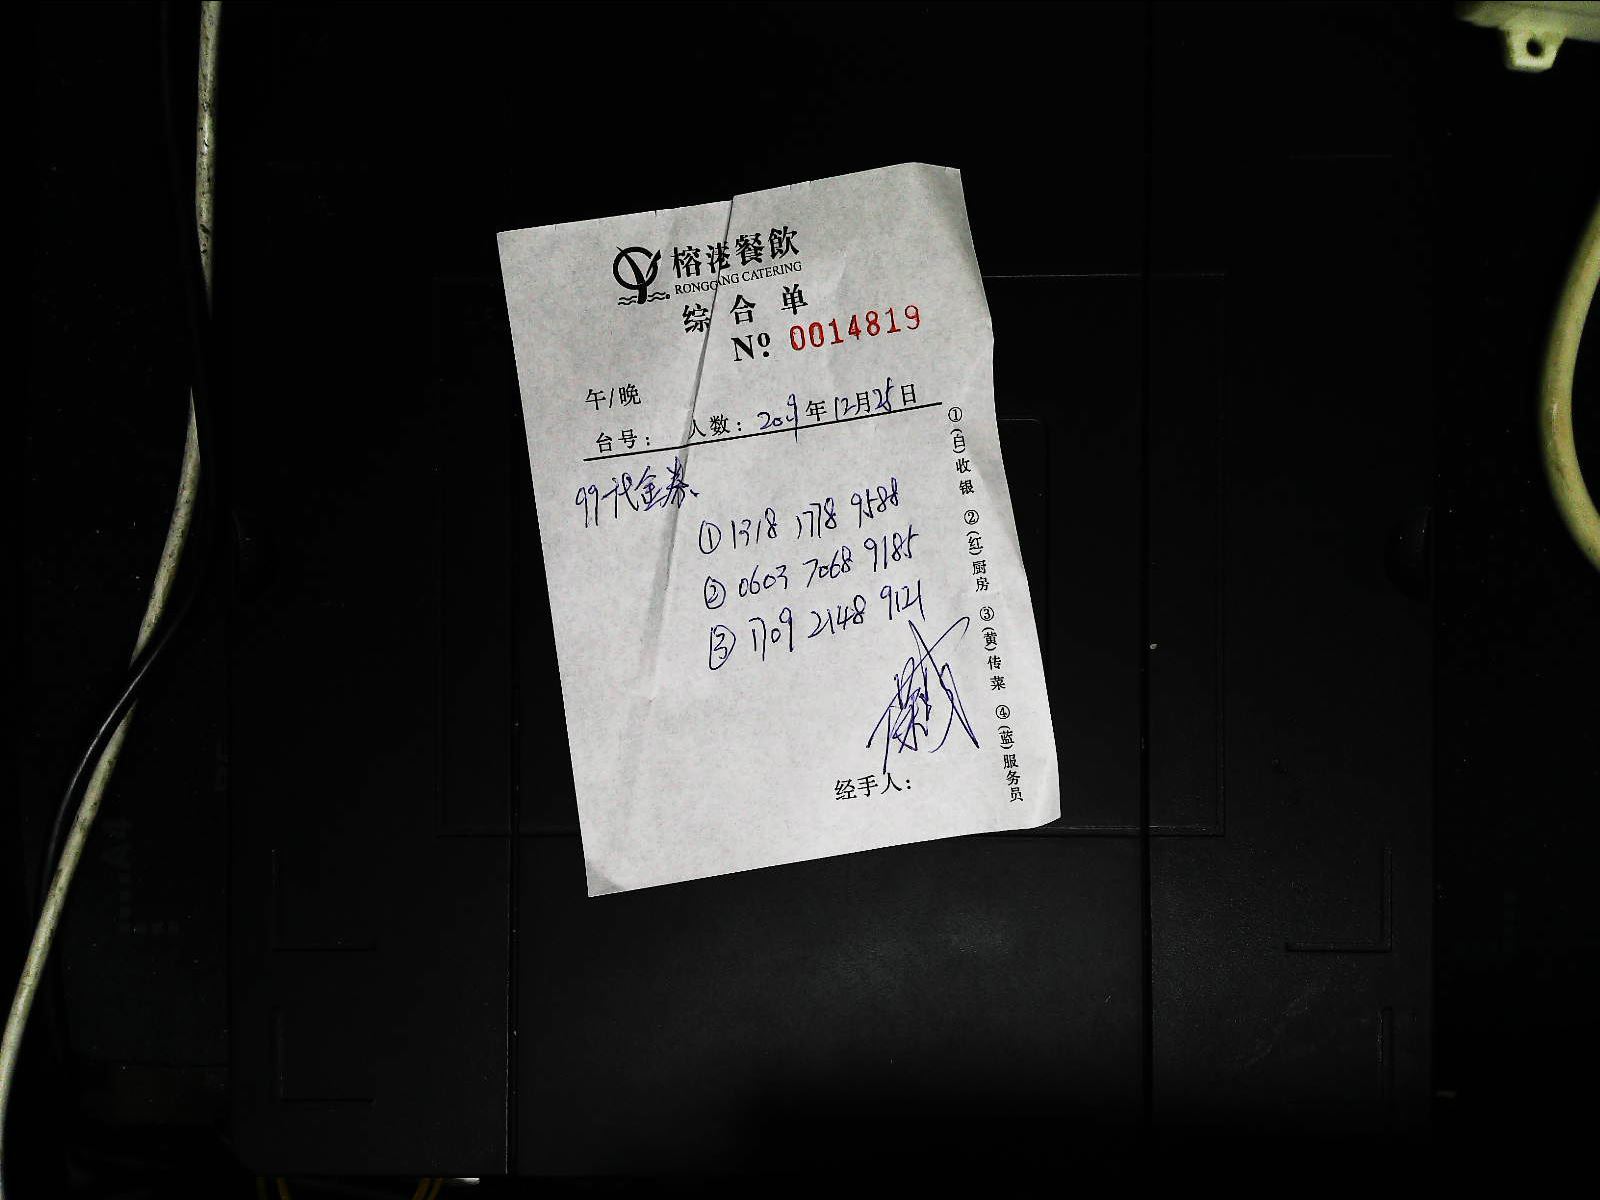 榕港餐飲
RONGGANG CATERING
综合单
Nº. 0014819
午/晚
台号： 人数：2019年12月25日
99代金券
①1318 1778 9588
②0603 7068 9185
③1709 2148 9121
经手人：
①(白)收银 ②(红)厨房 ③(黄)传菜 ④(蓝)服务员